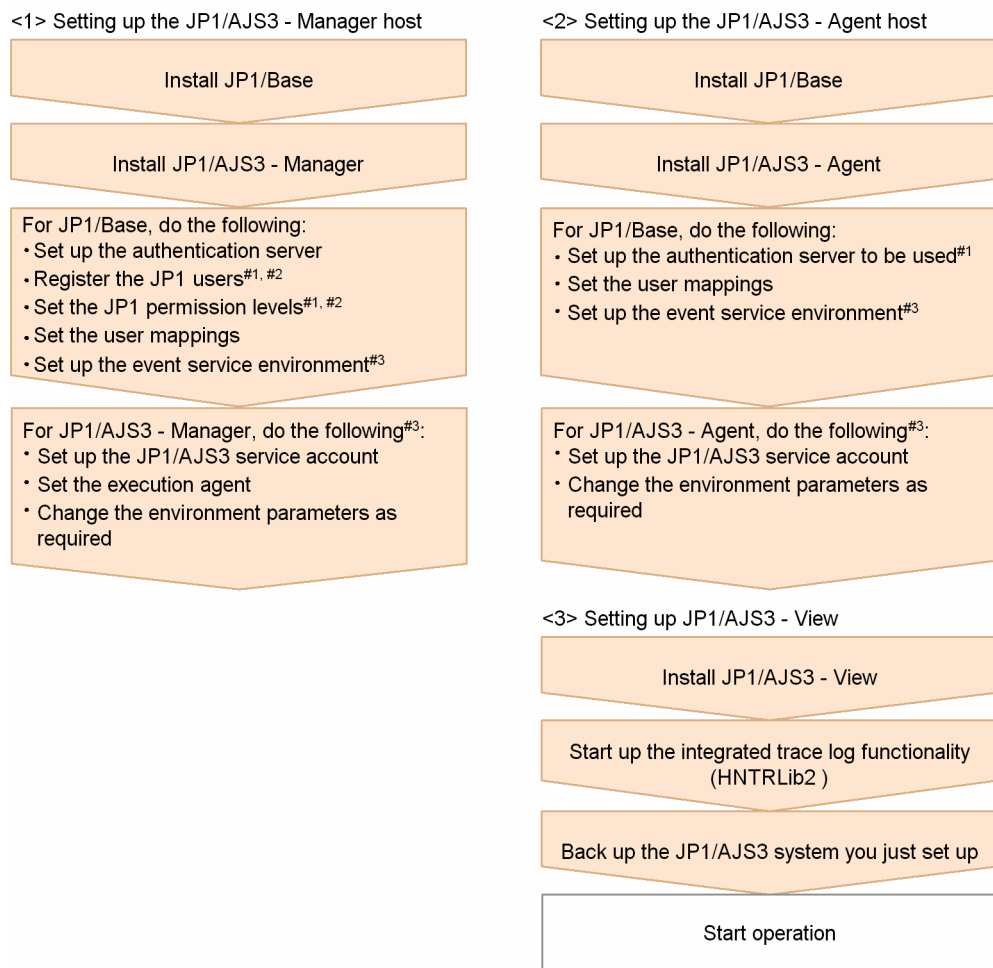 <1> Setting up the JP1/AJS3 - Manager host
Install JP1/Base
Install JP1/AJS3 - Manager
For JP1/Base, do the following:
・Set up the authentication server
・Register the JP1 users#1, #2
・Set the JP1 permission levels#1, #2
・Set the user mappings
・Set up the event service environment#3
For JP1/AJS3 - Manager, do the following#3:
・Set up the JP1/AJS3 service account
・Set the execution agent
・Change the environment parameters as
required
<2> Setting up the JP1/AJS3 - Agent host
Install JP1/Base
Install JP1/AJS3 - Agent
For JP1/Base, do the following:
・Set up the authentication server to be used#1
・Set the user mappings
・Set up the event service environment#3
For JP1/AJS3 - Agent, do the following#3:
・Set up the JP1/AJS3 service account
・Change the environment parameters as
required
<3> Setting up JP1/AJS3 - View
Install JP1/AJS3 - View
Start up the integrated trace log functionality
(HNTRLib2 )
Back up the JP1/AJS3 system you just set up
Start operation